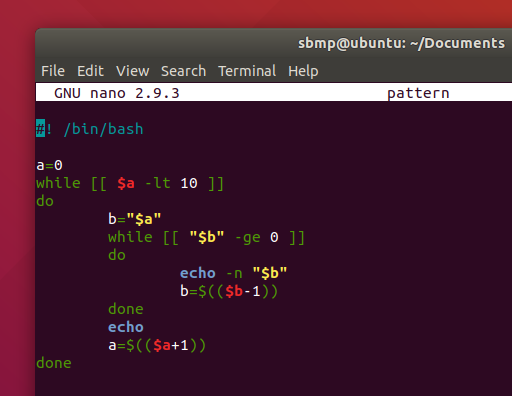 sbmp@ubuntu: ~/Documents
File Edit View Search Terminal Help
GNU nano 2.9.3 pattern
#! /bin/bash
a=0
while [[ $a -lt 10 ]]
do
b="$a"
while [[ "$b" -ge 0 ]]
do
echo -n "$b"
b=$(($b-1))
done
echo
a=$(($a+1))
done